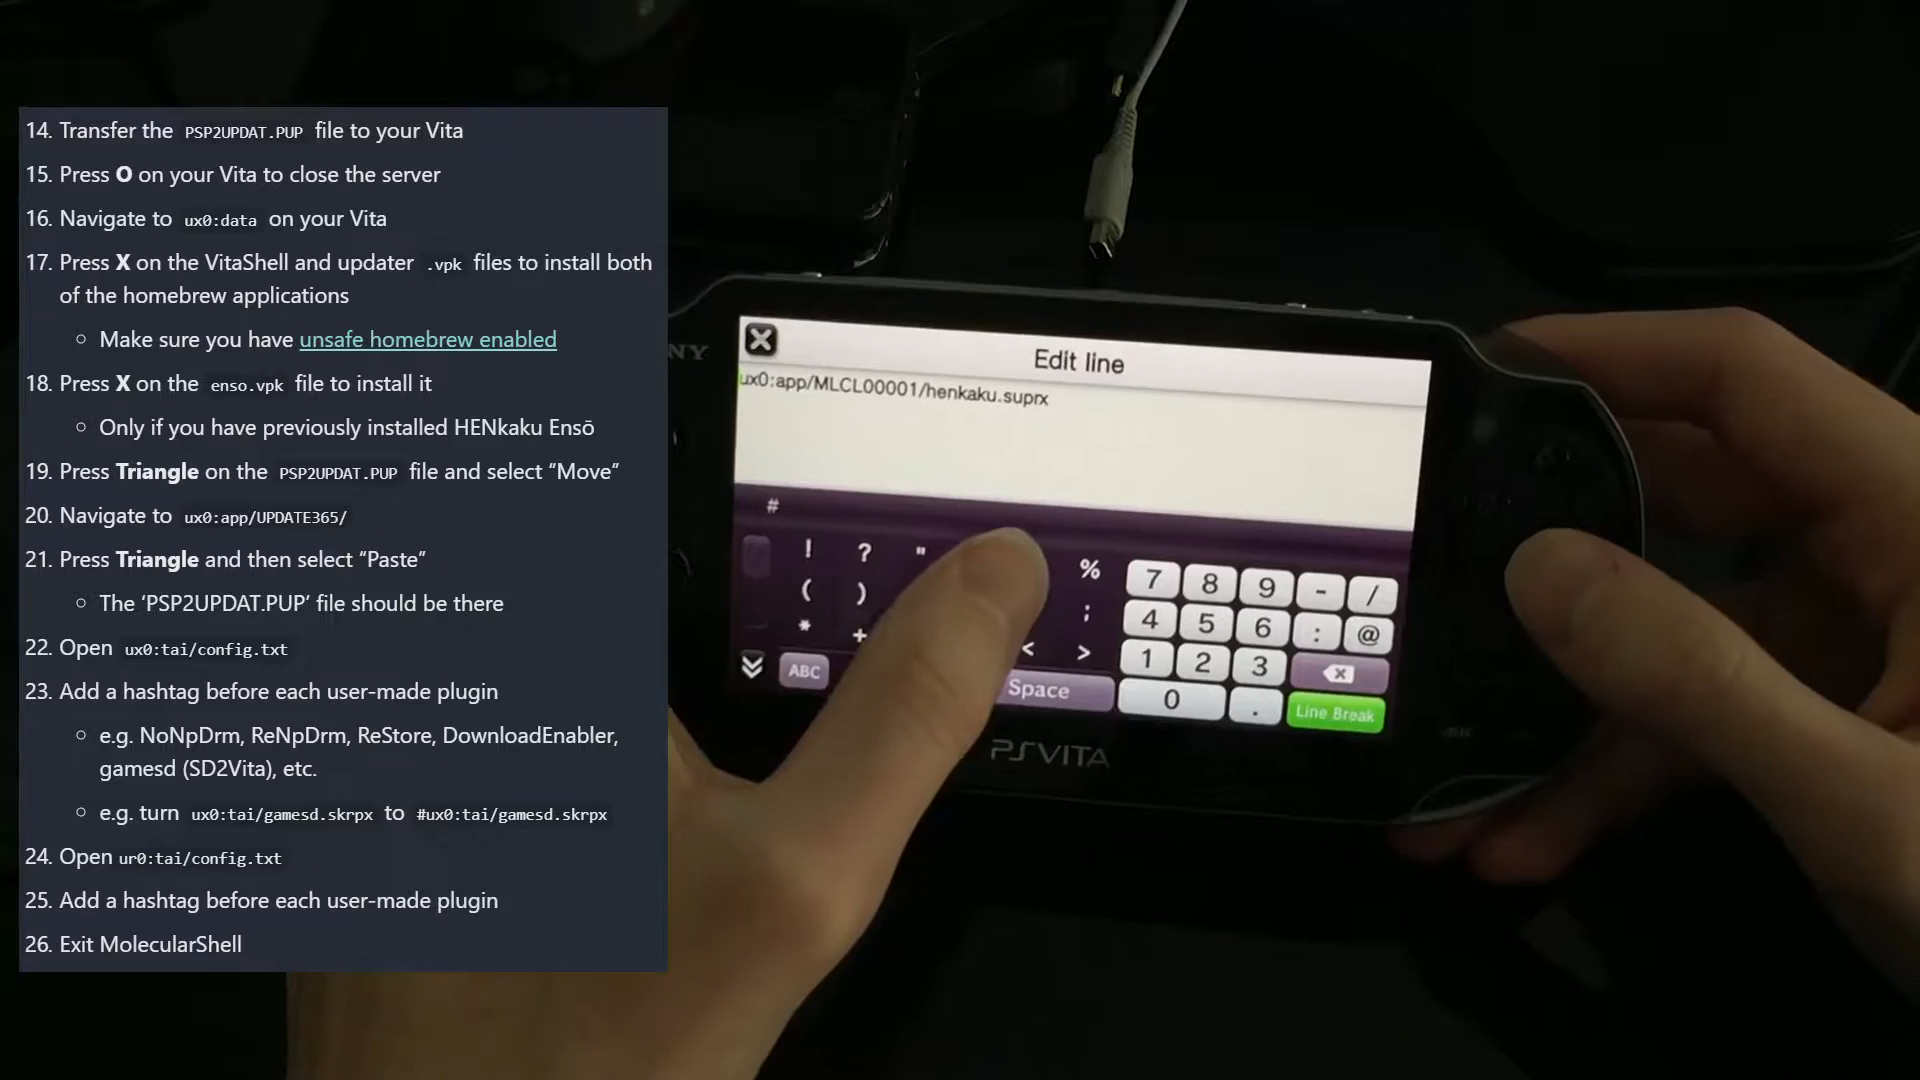 14. Transfer the PSP2UPDAT.PUP file to your Vita
15. Press O on your Vita to close the server
16. Navigate to ux0:data on your Vita
17. Press X on the VitaShell and updater .vpk files to install both
of the homebrew applications
Make sure you have unsafe homebrew enabled
18. Press X on the enso.vpk file to install it
Only if you have previously installed HENkaku Ensō
19. Press Triangle on the PSP2UPDAT.PUP file and select “Move”
20. Navigate to ux0:app/UPDATE365/
21. Press Triangle and then select “Paste”
The ‘PSP2UPDAT.PUP’ file should be there
22. Open ux0:tai/config.txt
23. Add a hashtag before each user-made plugin
e.g. NoNpDrm, ReNpDrm, ReStore, DownloadEnabler,
gamesd (SD2Vita), etc.
e.g. turn ux0:tai/gamesd.skrpx to #ux0:tai/gamesd.skrpx
24. Open ur0:tai/config.txt
25. Add a hashtag before each user-made plugin
26. Exit MolecularShell
NY
Edit line
ux0:app/MLCL00001/henkaku.suprx
#
! ? " % 7 8 9 - /
( ) ; 4 5 6 : @
* + < > 1 2 3
ABC Space 0 . Line Break
PSVITA